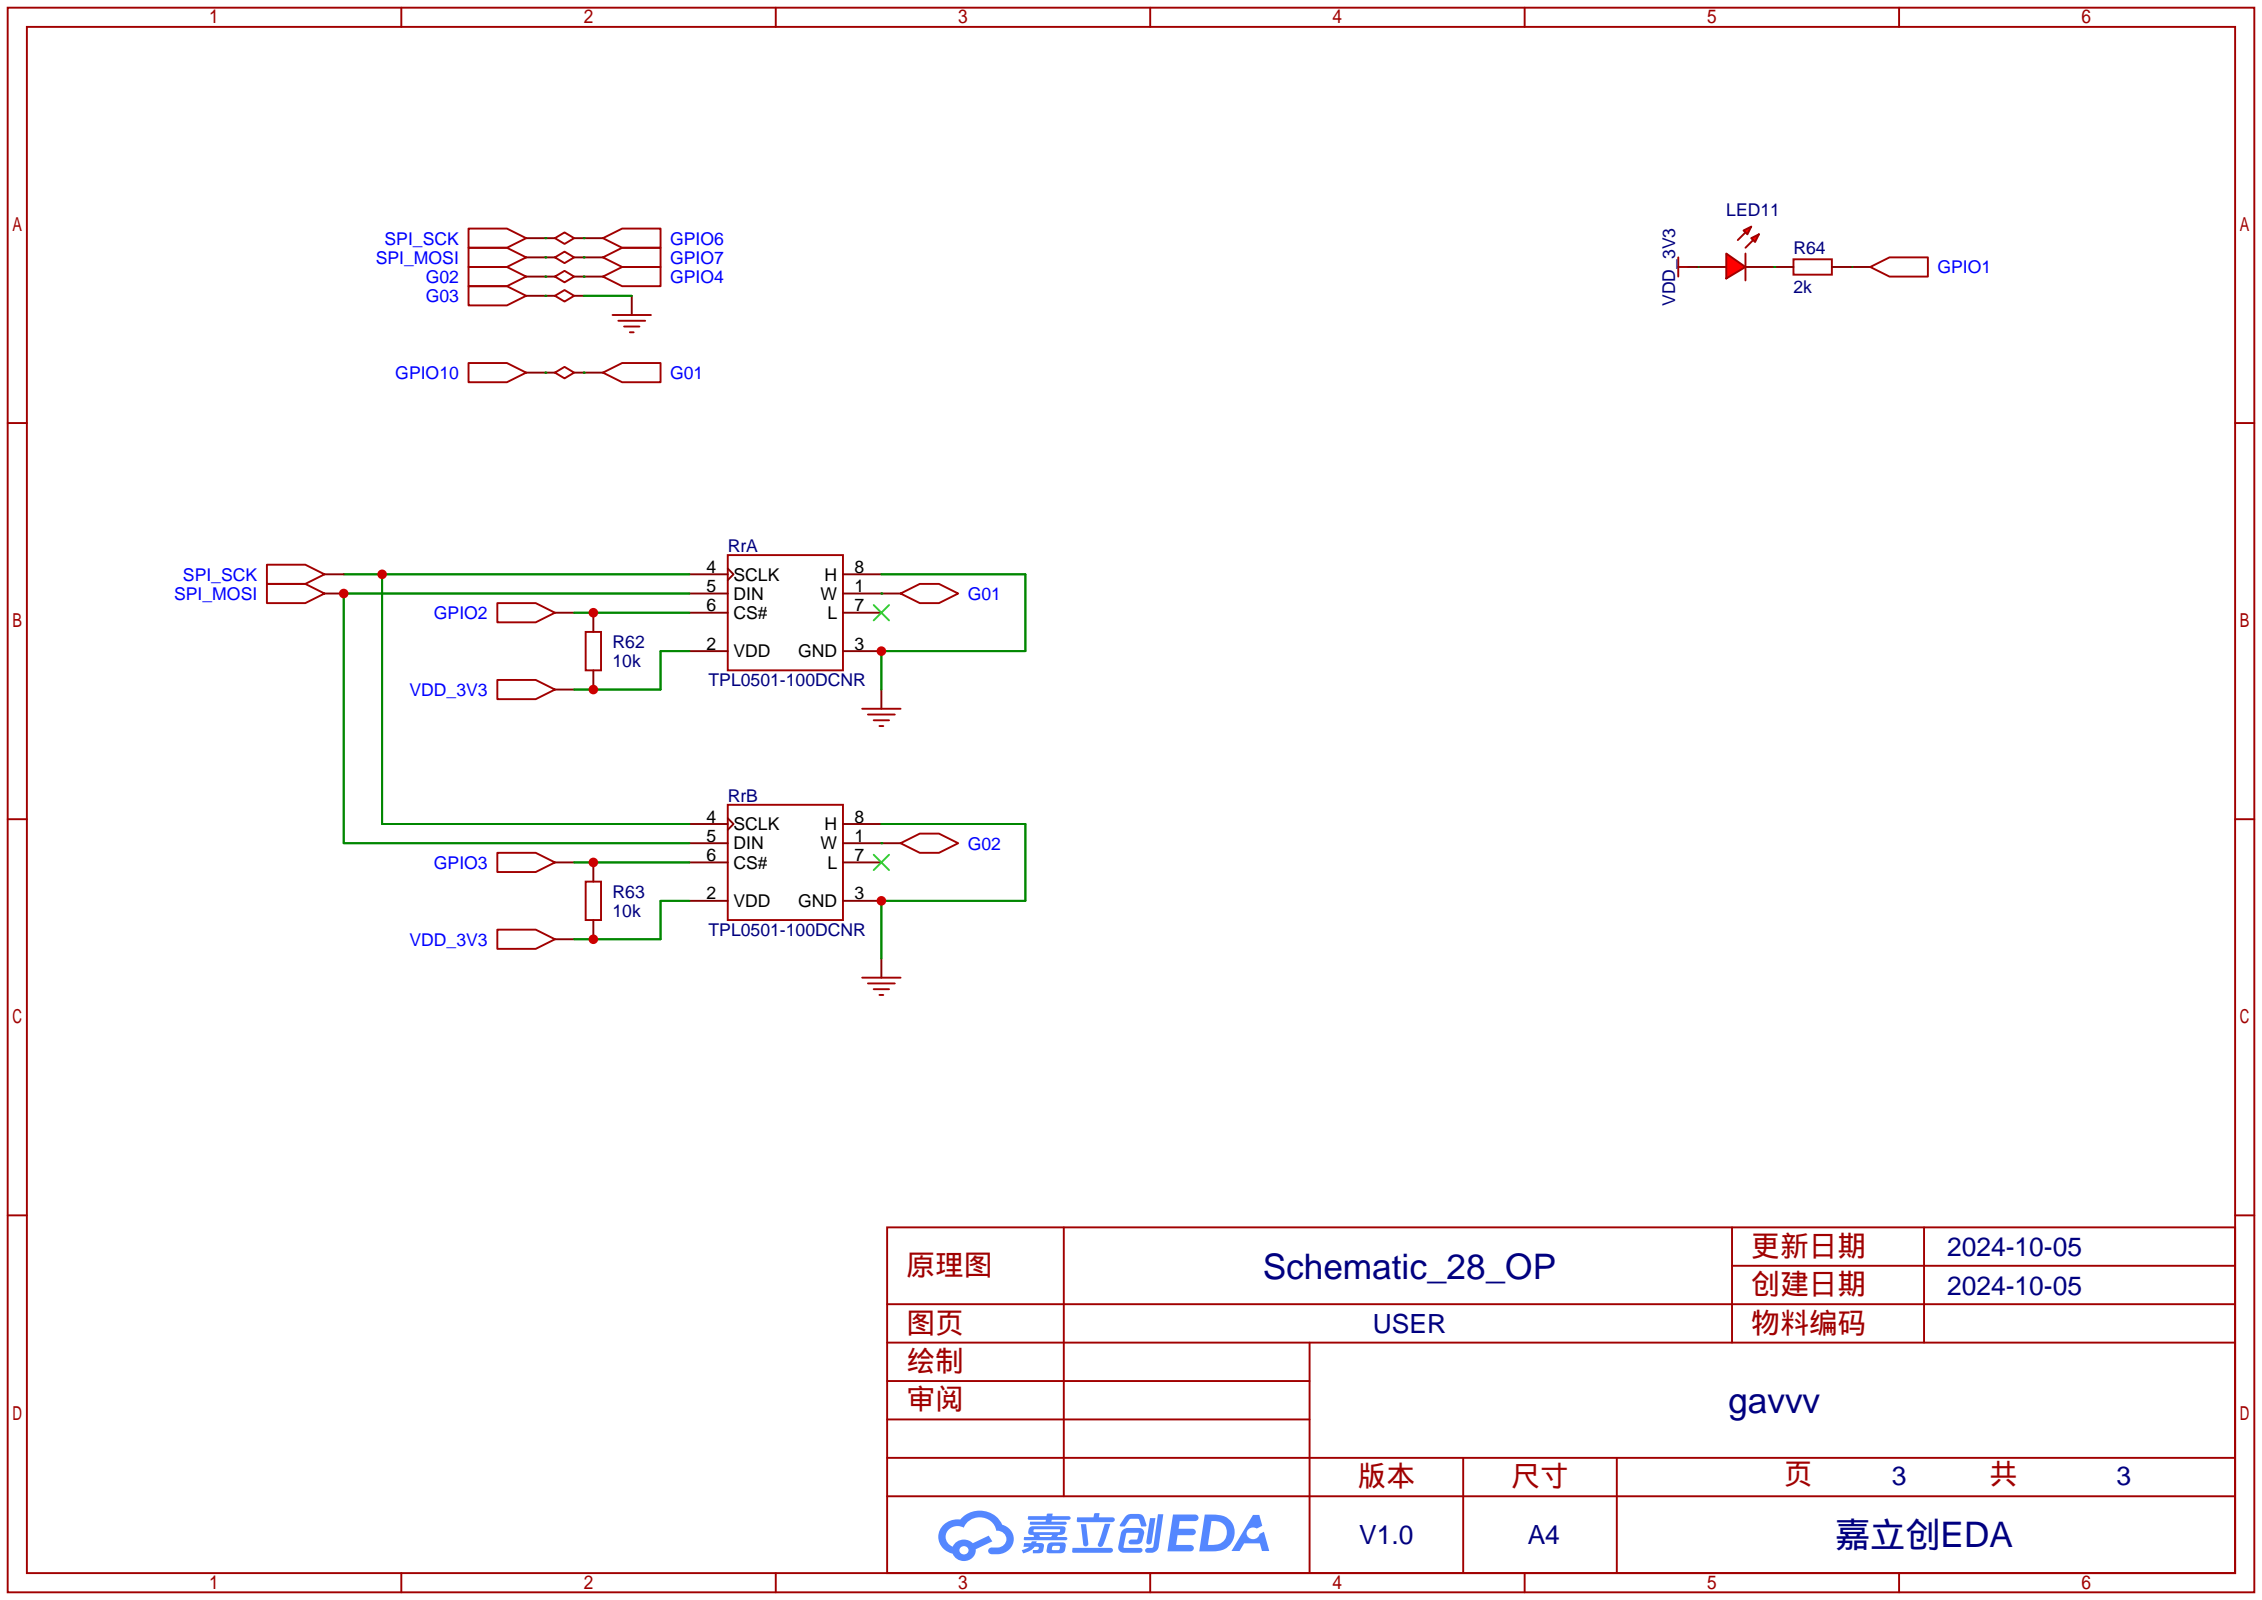 1 2 3 4 5 6
A A
LED11
VDD_3V3
R64
2k
GPIO1
SPI_SCK GPIO6
SPI_MOSI GPIO7
G02 GPIO4
G03
GPIO10 G01
B B
RrA
SPI_SCK 4 SCLK H 8
SPI_MOSI 5 DIN W 1 G01
GPIO2 6 CS# L 7
R62
10k
2 VDD GND 3
VDD_3V3
TPL0501-100DCNR
RrB
4 SCLK H 8
5 DIN W 1 G02
GPIO3 6 CS# L 7
R63
10k
2 VDD GND 3
VDD_3V3
TPL0501-100DCNR
C C
原理图 Schematic_28_OP 更新日期 2024-10-05
创建日期 2024-10-05
图页 USER 物料编码
绘制
审阅
gavvv
D D
版本 尺寸 页 3 共 3
嘉立创EDA V1.0 A4 嘉立创EDA
1 2 3 4 5 6